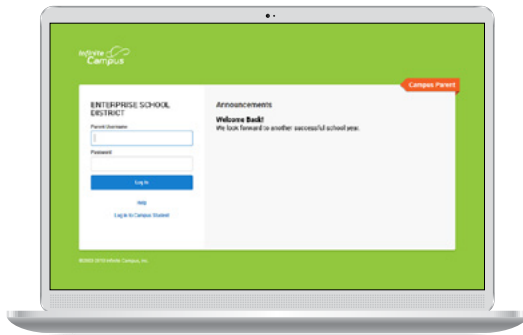 Infinite
Campus
Campus Parent
ENTERPRISE SCHOOL
DISTRICT
Parent Username
Password
Log In
Help
Log in to Campus Student
Announcements
Welcome Back!
We look forward to another successful school year.
Infinite Campus, Inc.